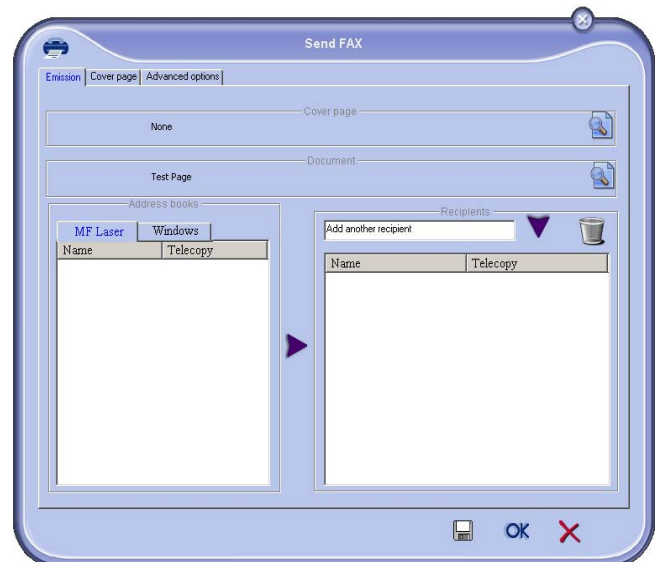 Send FAX
Emission Cover page Advanced options
Cover page
None
Document
Test Page
Address books
MF Laser Windows
Name Telecopy
Recipients
Add another recipient
Name Telecopy
OK